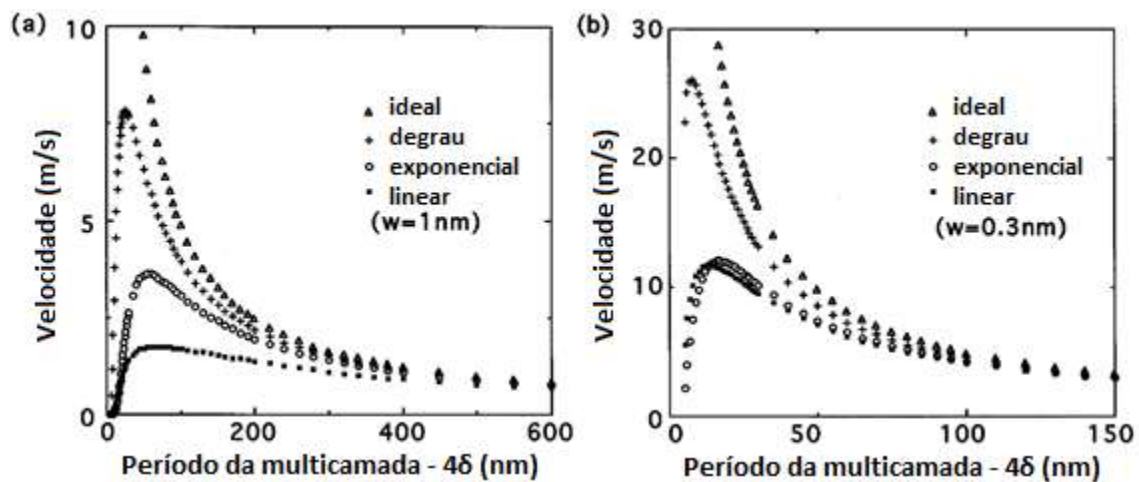 (a)
10
5
0
Velocidade (m/s)
▲ ideal
+ degrau
○ exponencial
▪ linear
(w=1nm)
0 200 400 600
Período da multicamada - 4δ (nm)
(b)
30
20
10
0
Velocidade (m/s)
▲ ideal
+ degrau
○ exponencial
▪ linear
(w=0.3nm)
0 50 100 150
Período da multicamada - 4δ (nm)